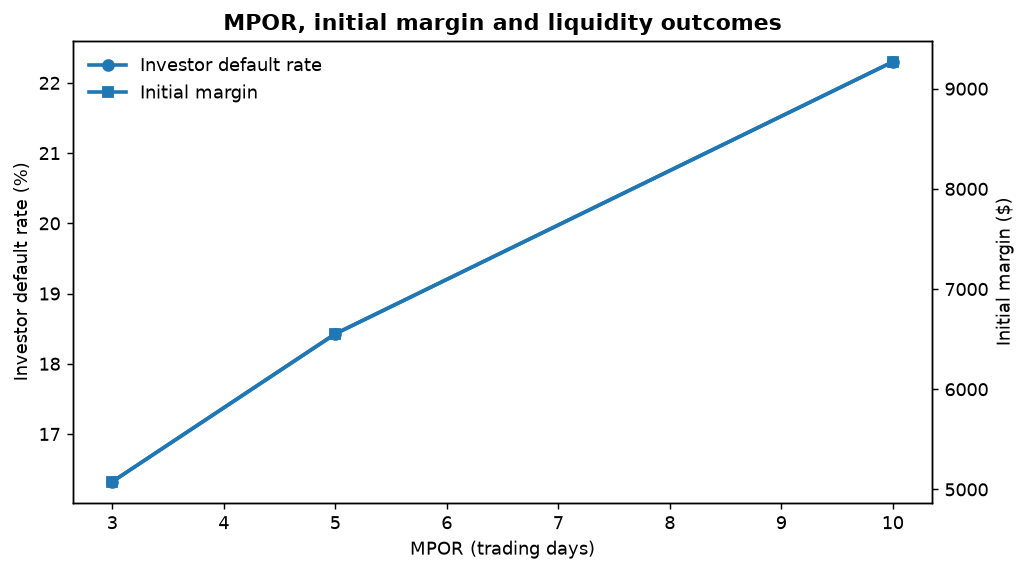 MPOR, initial margin and liquidity outcomes
Investor default rate
Initial margin
Investor default rate (%)
22
21
20
19
18
17
9000
8000
7000
6000
5000
Initial margin ($)
3 4 5 6 7 8 9 10
MPOR (trading days)